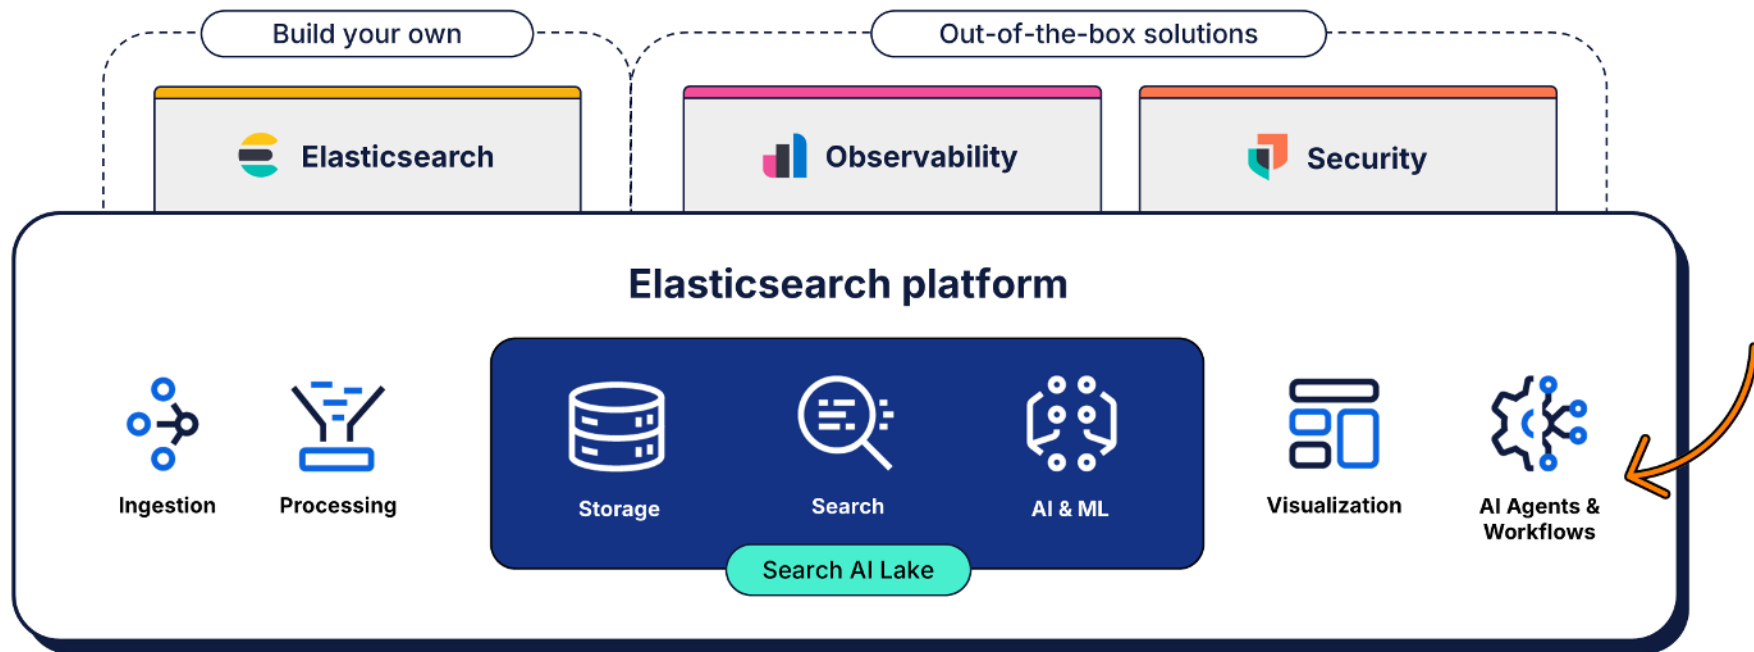 Build your own
Out-of-the-box solutions
Elasticsearch
Observability
Security
Elasticsearch platform
Ingestion
Processing
Storage
Search
AI & ML
Visualization
AI Agents &
Workflows
Search AI Lake